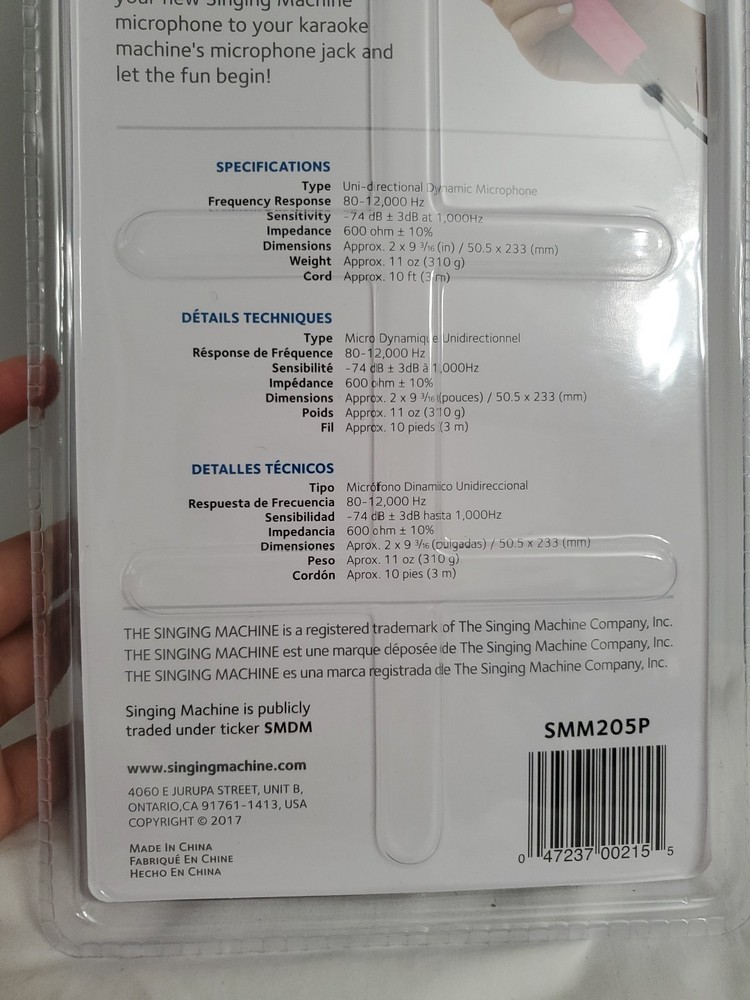 your new Singing Machine
microphone to your karaoke
machine's microphone jack and
let the fun begin!
SPECIFICATIONS
Type Uni-directional Dynamic Microphone
Frequency Response 80-12,000 Hz
Sensitivity -74 dB ± 3dB at 1,000Hz
Impedance 600 ohm ± 10%
Dimensions Approx. 2 x 9 3/16 (in) / 50.5 x 233 (mm)
Weight Approx. 11 oz (310 g)
Cord Approx. 10 ft (3 m)
DÉTAILS TECHNIQUES
Type Micro Dynamique Unidirectionnel
Résponse de Fréquence 80-12,000 Hz
Sensibilité -74 dB ± 3dB à 1,000Hz
Impédance 600 ohm ± 10%
Dimensions Approx. 2 x 9 3/16 (pouces) / 50.5 x 233 (mm)
Poids Approx. 11 oz (310 g)
Fil Approx. 10 pieds (3 m)
DETALLES TÉCNICOS
Tipo Micrófono Dinamico Unidireccional
Respuesta de Frecuencia 80-12,000 Hz
Sensibilidad -74 dB ± 3dB hasta 1,000Hz
Impedancia 600 ohm ± 10%
Dimensiones Aprox. 2 x 9 3/16 (pulgadas) / 50.5 x 233 (mm)
Peso Aprox. 11 oz (310 g)
Cordón Aprox. 10 pies (3 m)
THE SINGING MACHINE is a registered trademark of The Singing Machine Company, Inc.
THE SINGING MACHINE est une marque déposée de The Singing Machine Company, Inc.
THE SINGING MACHINE es una marca registrada de The Singing Machine Company, Inc.
Singing Machine is publicly
traded under ticker SMDM
www.singingmachine.com
4060 E JURUPA STREET, UNIT B,
ONTARIO,CA 91761-1413, USA
COPYRIGHT © 2017
MADE IN CHINA
FABRIQUÉ EN CHINE
HECHO EN CHINA
SMM205P
0 47237 00215 5